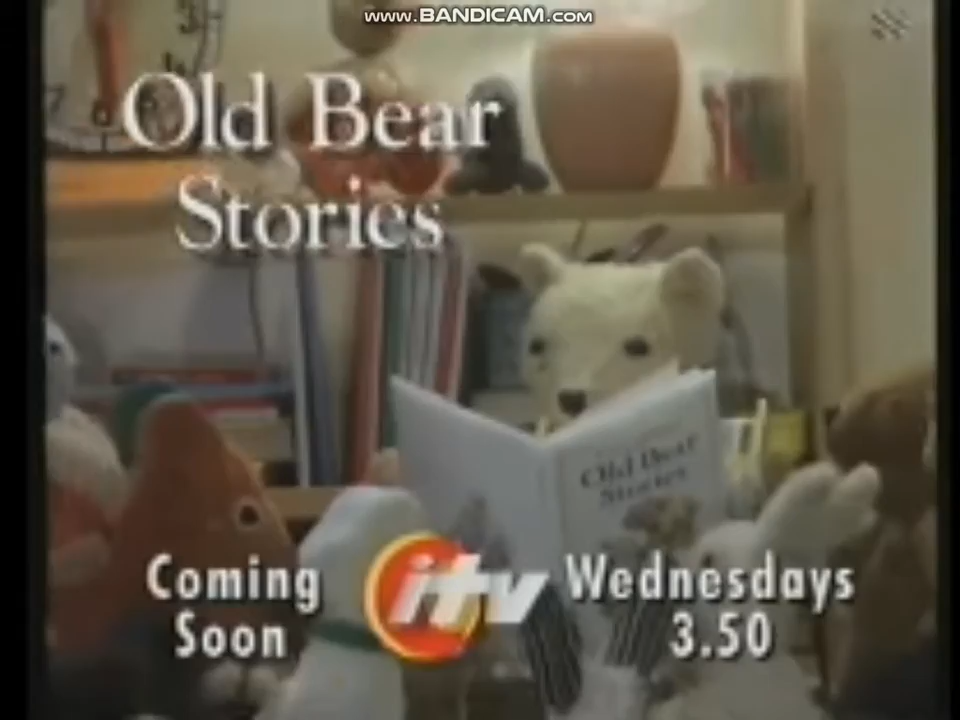 www.BANDICAM.com
Old Bear
Stories
Old Bear
Stories
Coming
Soon
itv
Wednesdays
3.50